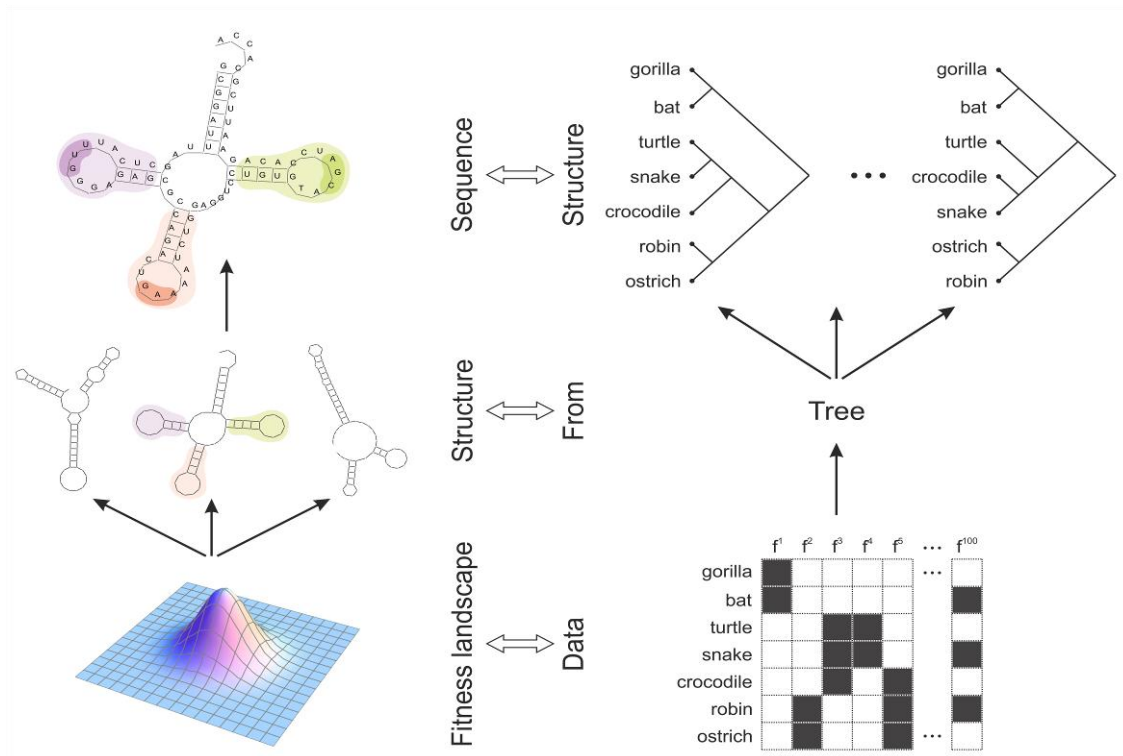 Sequence
Structure
Structure
From
Fitness landscape
Data
gorilla
bat
turtle
snake
crocodile
robin
ostrich
...
gorilla
bat
turtle
crocodile
snake
ostrich
robin
Tree
f1 f2 f3 f4 f5 ... f100
gorilla ...
bat
turtle
snake
crocodile
robin
ostrich ...